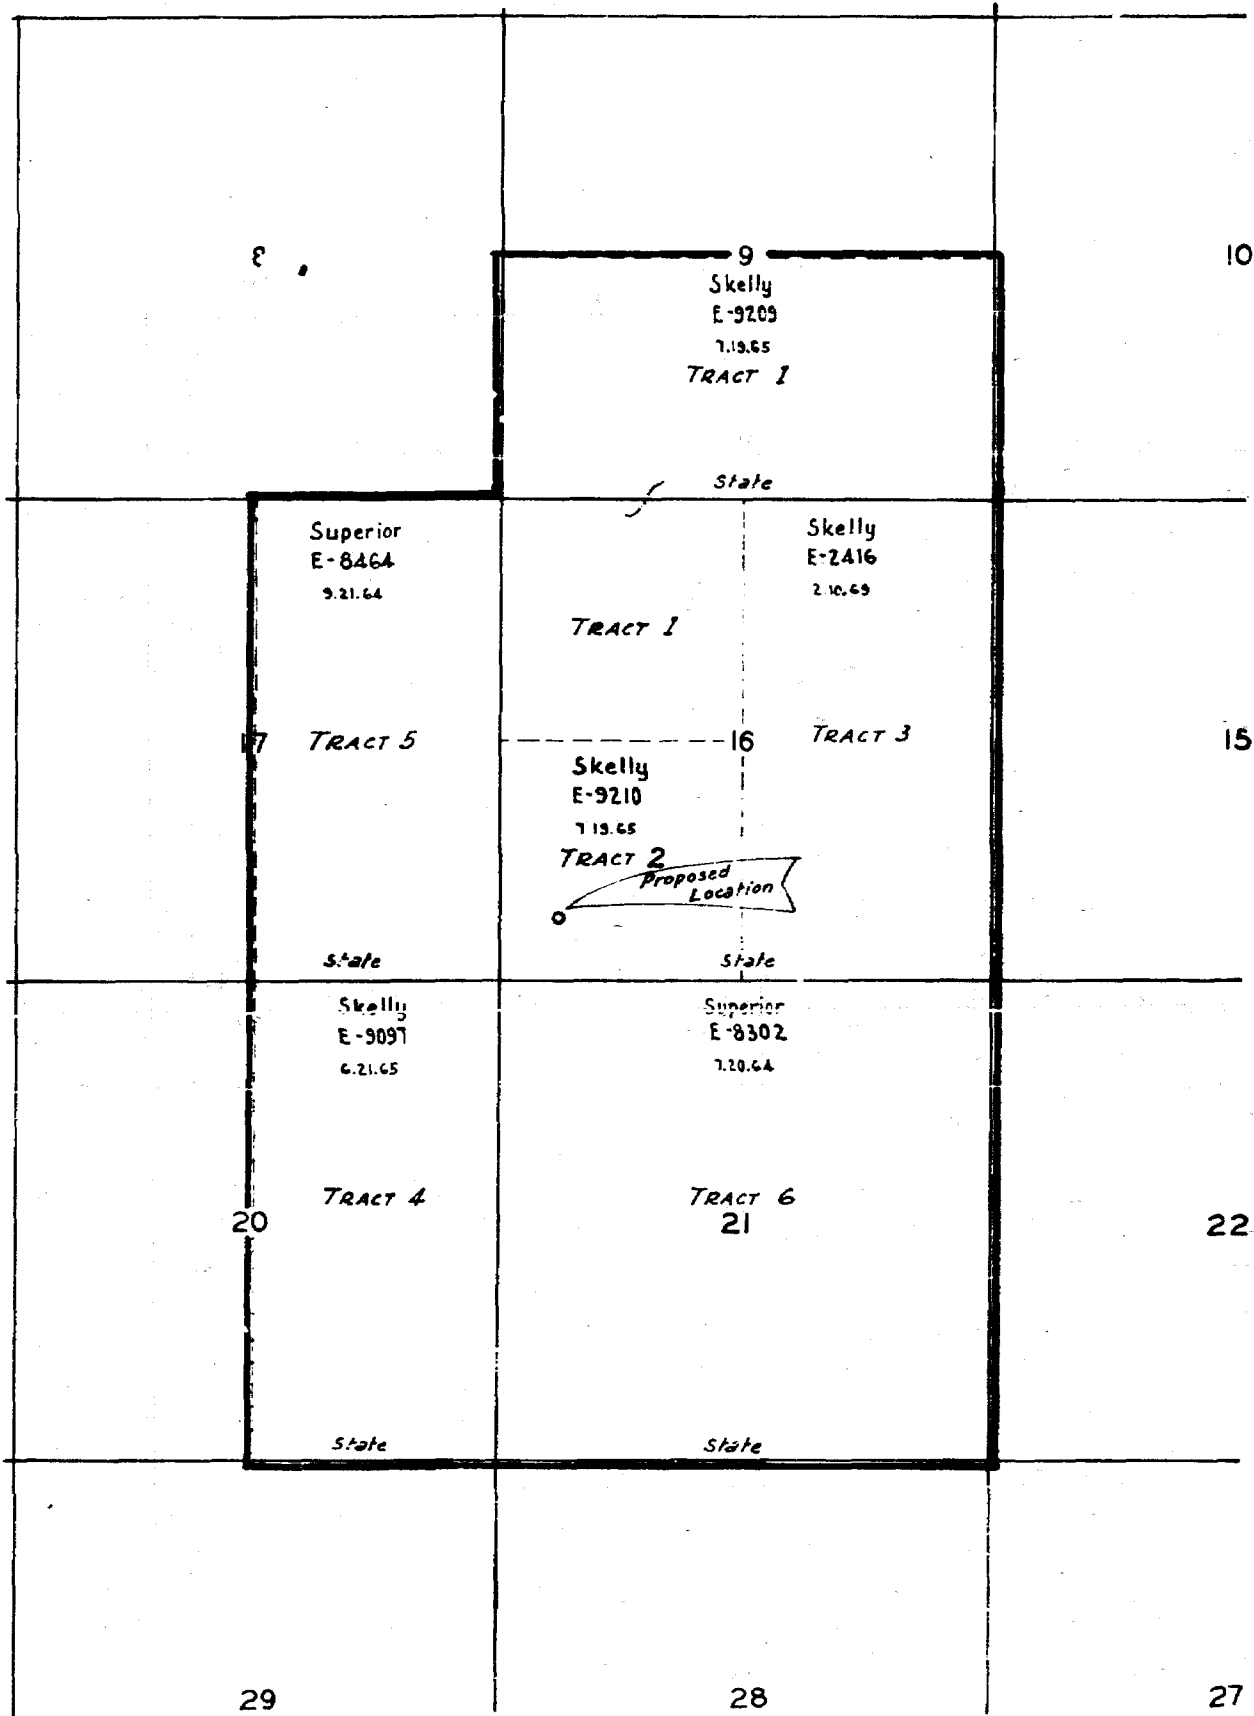 8
9
10
Skelly
E-9209
7.19.65
TRACT 1
State
Superior
E-8464
9.21.64
Skelly
E-2416
2.10.69
TRACT 1
17
TRACT 5
16
TRACT 3
15
Skelly
E-9210
7 19.65
TRACT 2
Proposed
Location
State
State
Skelly
E-9097
6.21.65
Superior
E-8302
7.20.64
TRACT 4
TRACT 6
20
21
22
State
State
29
28
27